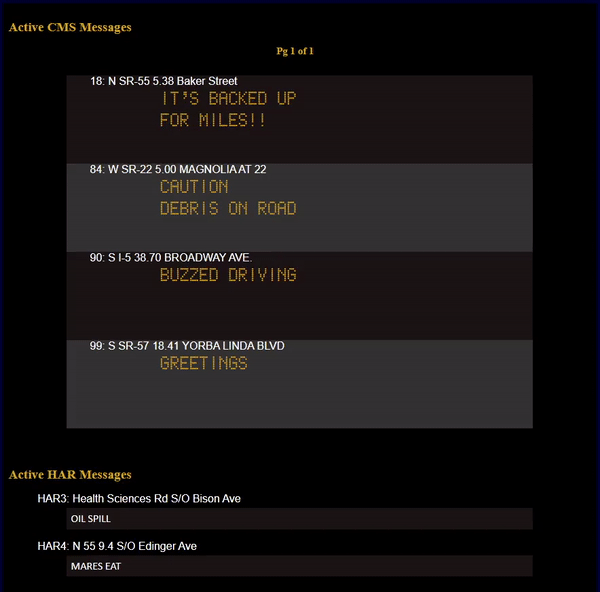 Active CMS Messages
Pg 1 of 1
18: N SR-55 5.38 Baker Street
IT'S BACKED UP
FOR MILES!!
84: W SR-22 5.00 MAGNOLIA AT 22
CAUTION
DEBRIS ON ROAD
90: S I-5 38.70 BROADWAY AVE.
BUZZED DRIVING
99: S SR-57 18.41 YORBA LINDA BLVD
GREETINGS
Active HAR Messages
HAR3: Health Sciences Rd S/O Bison Ave
OIL SPILL
HAR4: N 55 9.4 S/O Edinger Ave
MARES EAT